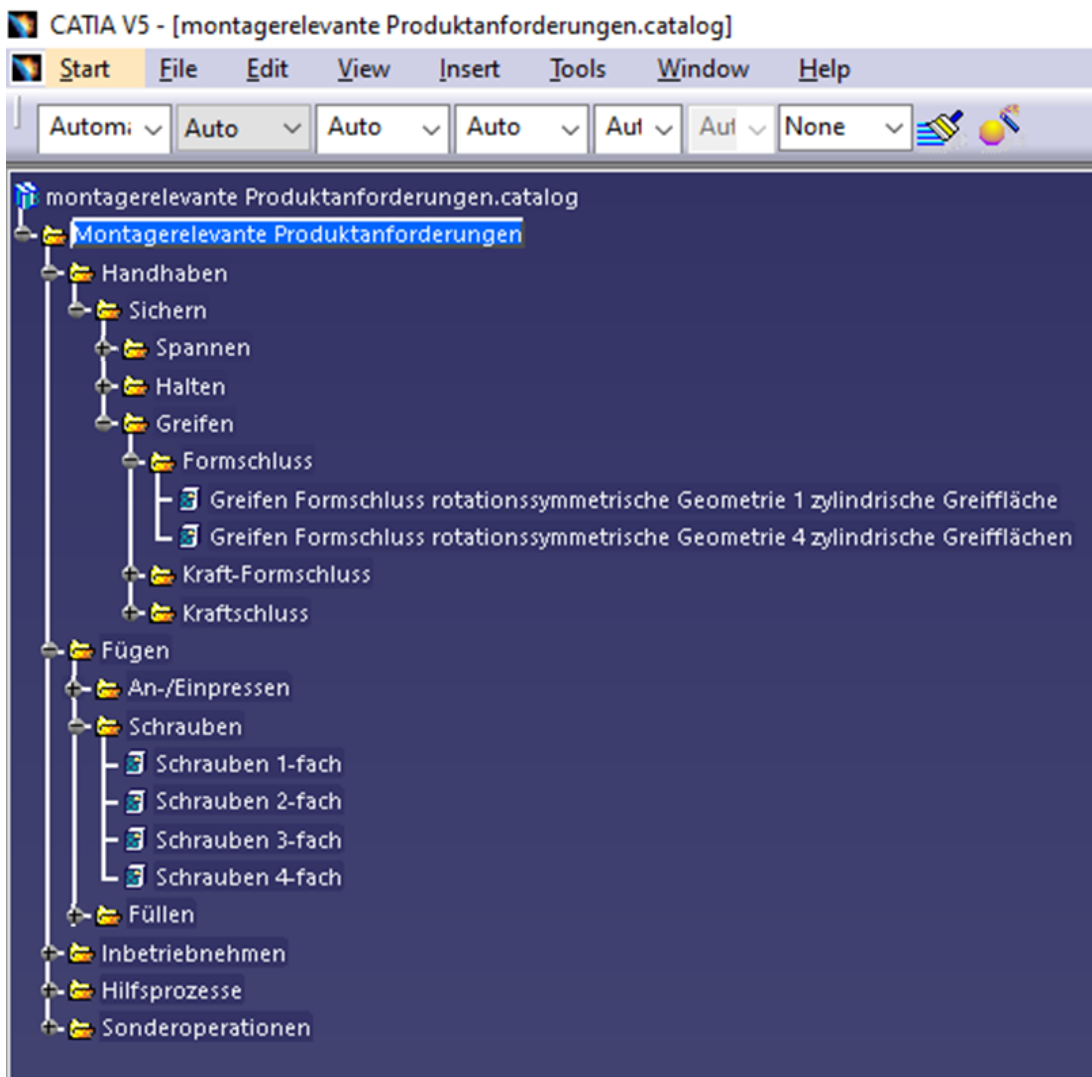 CATIA V5 - [montagerelevante Produktanforderungen.catalog]
Start File Edit View Insert Tools Window Help
Auto Auto Auto None
montagerelevante Produktanforderungen.catalog
Montagerelevante Produktanforderungen
Handhaben
Sichern
Spannen
Halten
Greifen
Formschluss
Greifen Formschluss rotationssymmetrische Geometrie 1 zylindrische Greiffläche
Greifen Formschluss rotationssymmetrische Geometrie 4 zylindrische Greifflächen
Kraft-Formschluss
Kraftschluss
Fügen
An-/Einpressen
Schrauben
Schrauben 1-fach
Schrauben 2-fach
Schrauben 3-fach
Schrauben 4-fach
Füllen
Inbetriebnehmen
Hilfsprozesse
Sonderoperationen